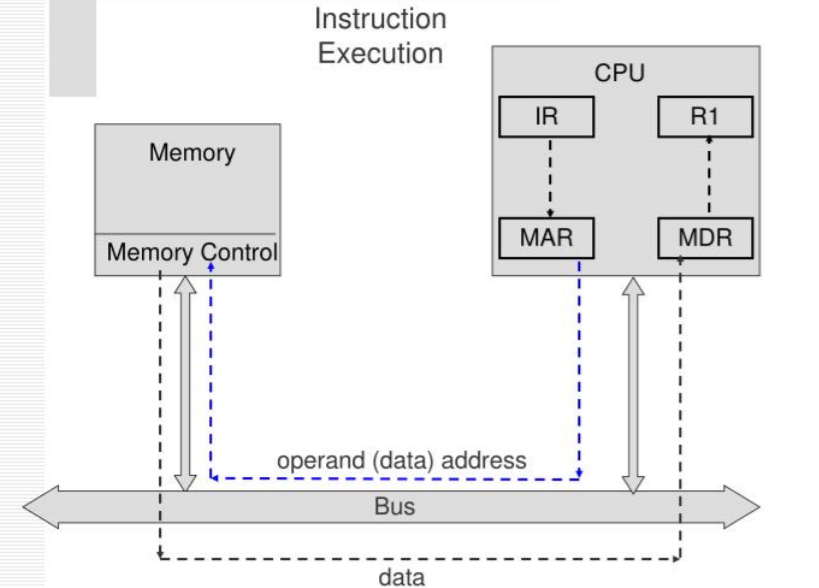 Instruction
Execution
CPU
IR
R1
Memory
MAR
MDR
Memory Control
operand (data) address
Bus
data